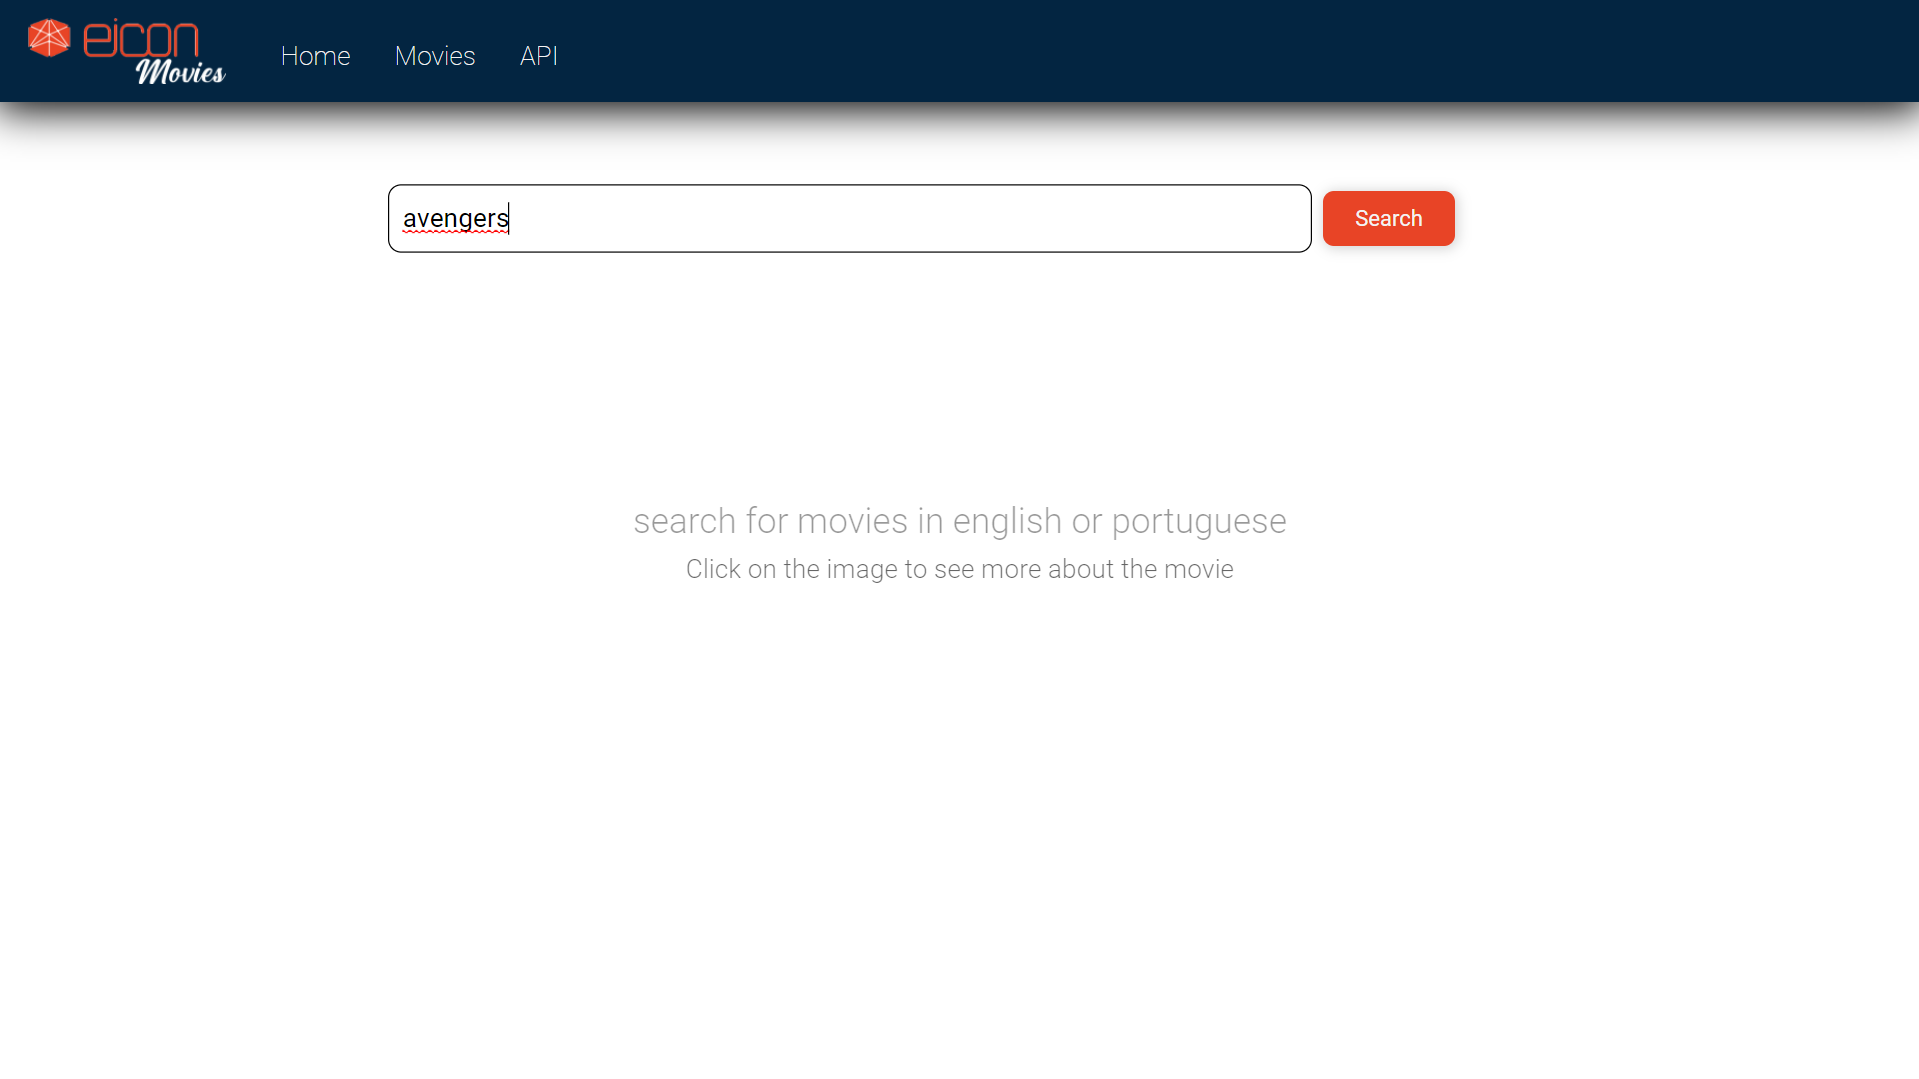 eicon
Movies
Home Movies API
avengers
Search
search for movies in english or portuguese
Click on the image to see more about the movie